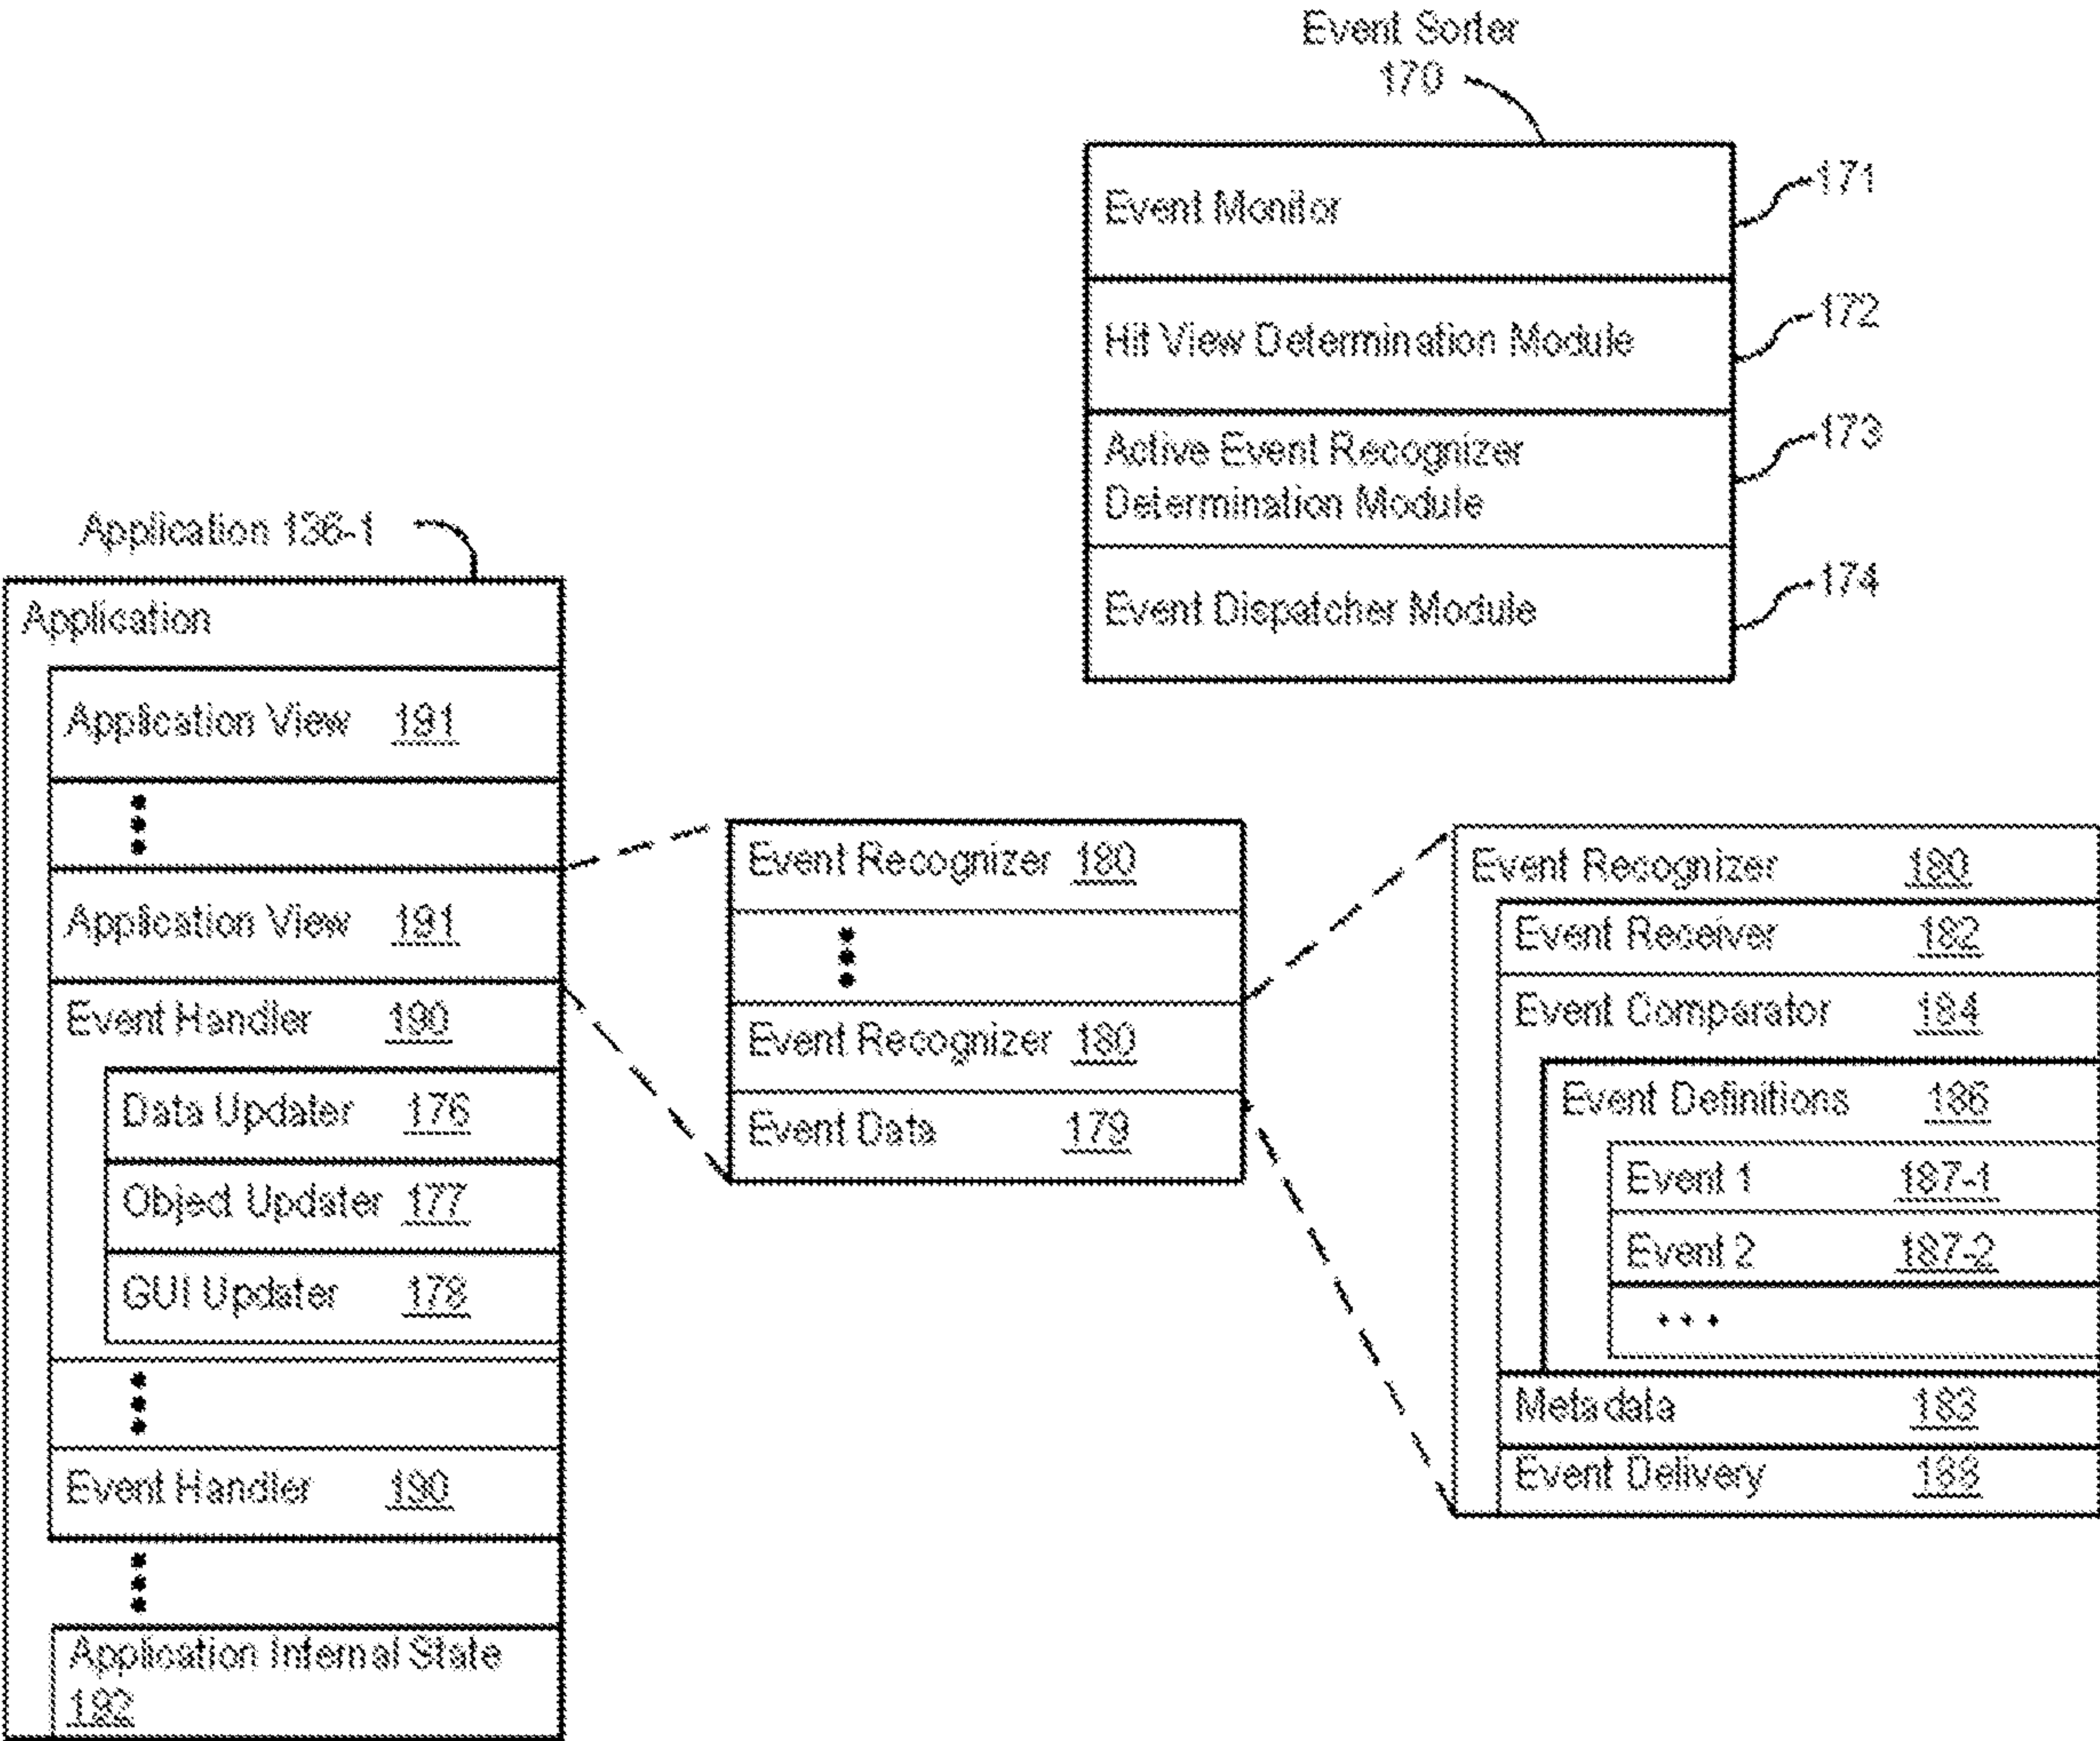 Event Sorter
170
Event Monitor
171
Hit View Determination Module
172
Active Event Recognizer
Determination Module
173
Event Dispatcher Module
174
Application 136-1
Application
Application View 191
Application View 191
Event Handler 190
Data Updater 176
Object Updater 177
GUI Updater 178
Event Handler 190
Application Internal State
192
Event Recognizer 180
Event Recognizer 180
Event Data 179
Event Recognizer 180
Event Receiver 182
Event Comparator 184
Event Definitions 186
Event 1 187-1
Event 2 187-2
• • •
Metadata 183
Event Delivery 188